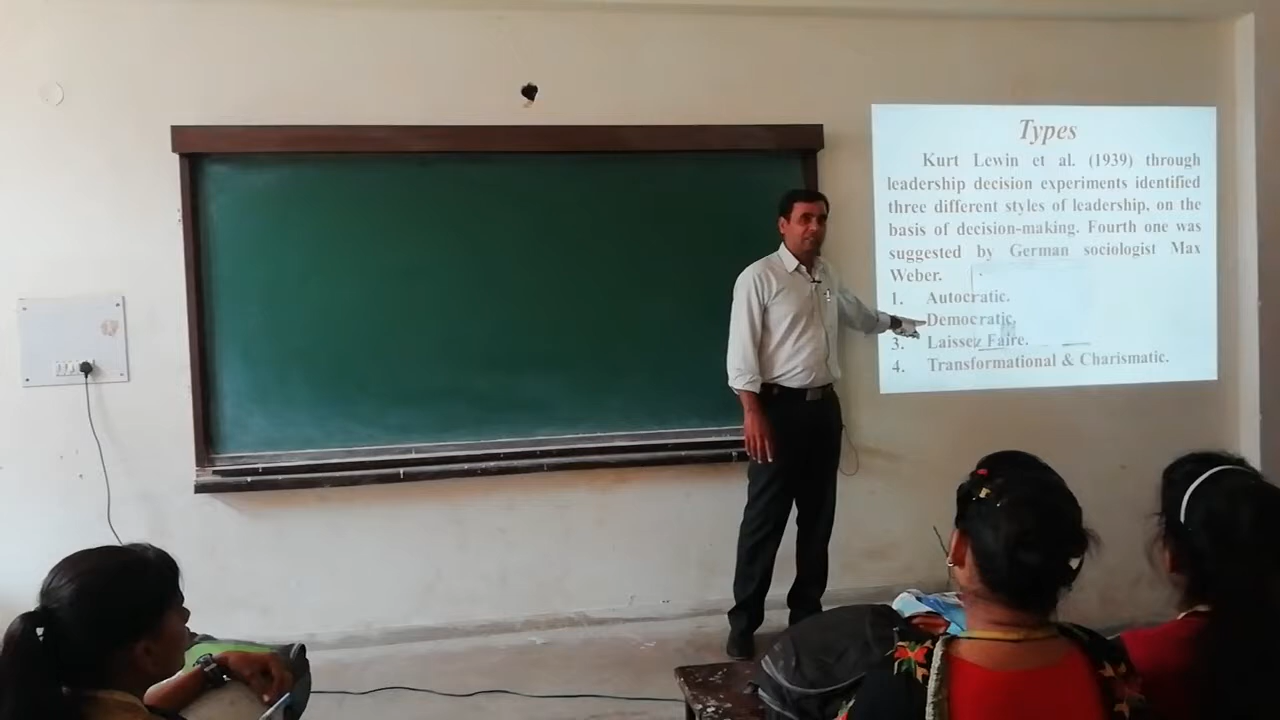 Types
Kurt Lewin et al. (1939) through
leadership decision experiments identified
three different styles of leadership, on the
basis of decision-making. Fourth one was
suggested by German sociologist Max
Weber.
1. Autocratic.
Democratic.
3. Laissez Faire.
4. Transformational & Charismatic.